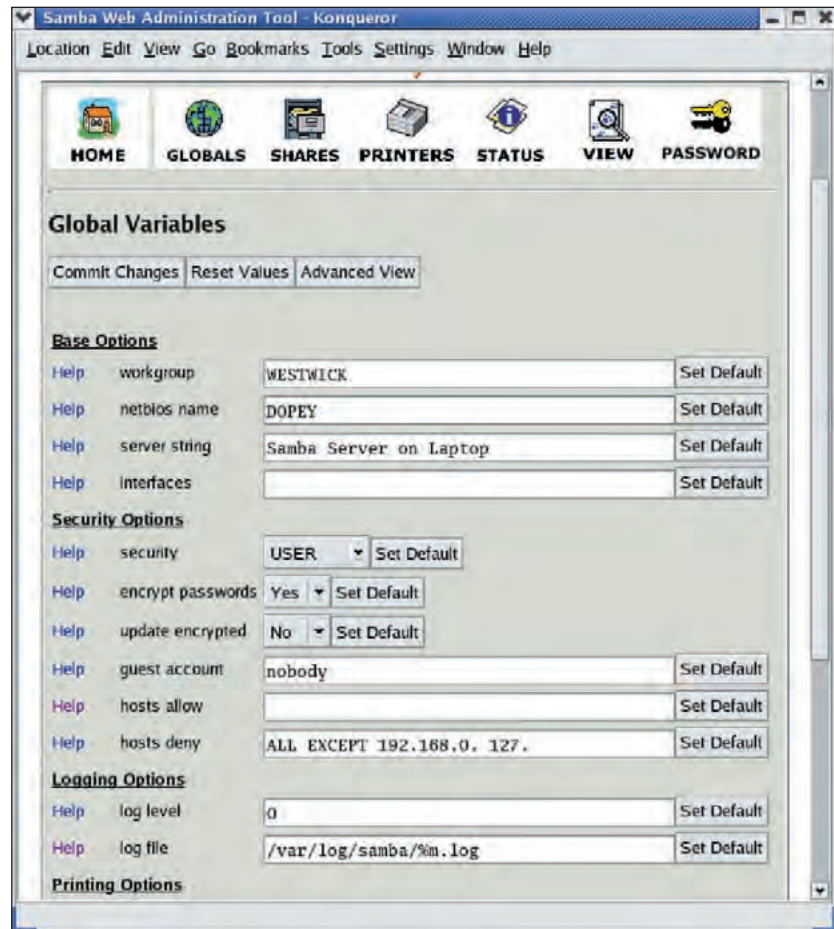 Samba Web Administration Tool - Konqueror
Location Edit View Go Bookmarks Tools Settings Window Help
HOME GLOBALS SHARES PRINTERS STATUS VIEW PASSWORD
Global Variables
Commit Changes Reset Values Advanced View
Base Options
Help workgroup WESTWICK Set Default
Help netbios name DOPEY Set Default
Help server string Samba Server on Laptop Set Default
Help interfaces Set Default
Security Options
Help security USER Set Default
Help encrypt passwords Yes Set Default
Help update encrypted No Set Default
Help guest account nobody Set Default
Help hosts allow Set Default
Help hosts deny ALL EXCEPT 192.168.0. 127. Set Default
Logging Options
Help log level 0 Set Default
Help log file /var/log/samba/%m.log Set Default
Printing Options